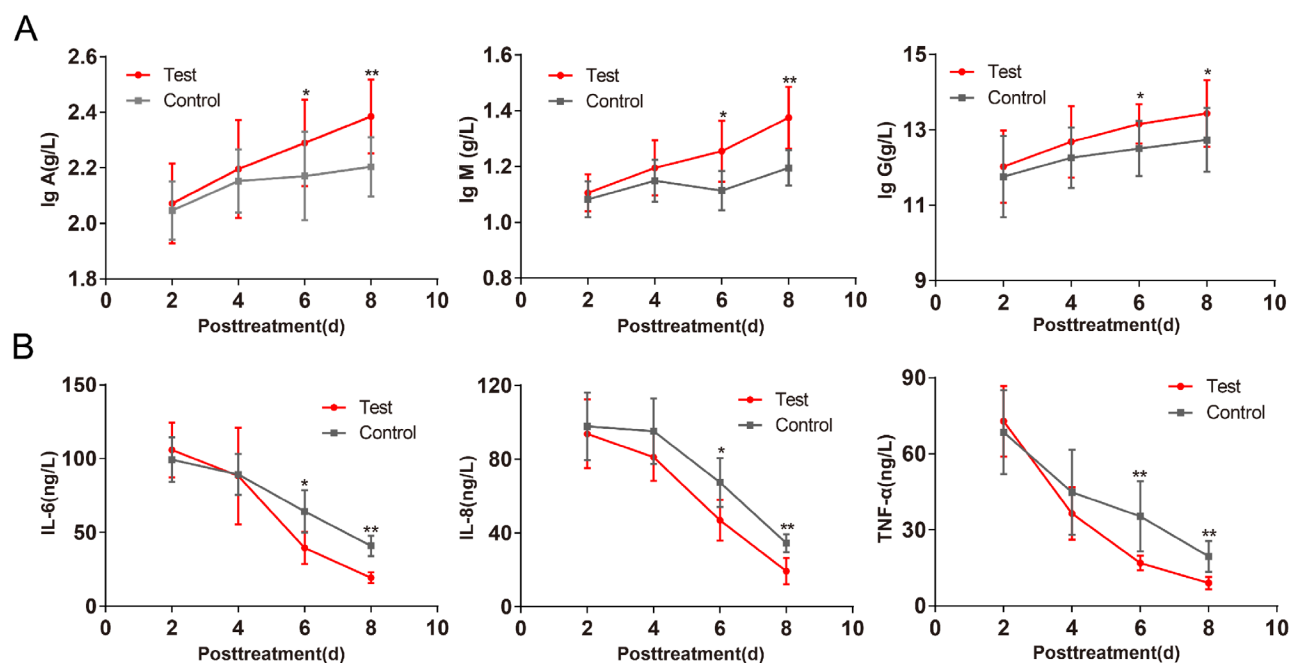 A
Ig A(g/L)
2.6
2.4
2.2
2.0
1.8
Test
Control
*
**
0 2 4 6 8 10
Posttreatment(d)
Ig M (g/L)
1.6
1.4
1.2
1.0
0.8
Test
Control
*
**
0 2 4 6 8 10
Posttreatment(d)
Ig G(g/L)
15
13
11
9
Test
Control
*
*
0 2 4 6 8 10
Posttreatment(d)
B
IL-6(ng/L)
150
100
50
0
Test
Control
*
**
0 2 4 6 8 10
Posttreatment(d)
IL-8(ng/L)
120
80
40
0
Test
Control
*
**
0 2 4 6 8 10
Posttreatment(d)
TNF-α(ng/L)
90
60
30
0
Test
Control
**
**
0 2 4 6 8 10
Posttreatment(d)